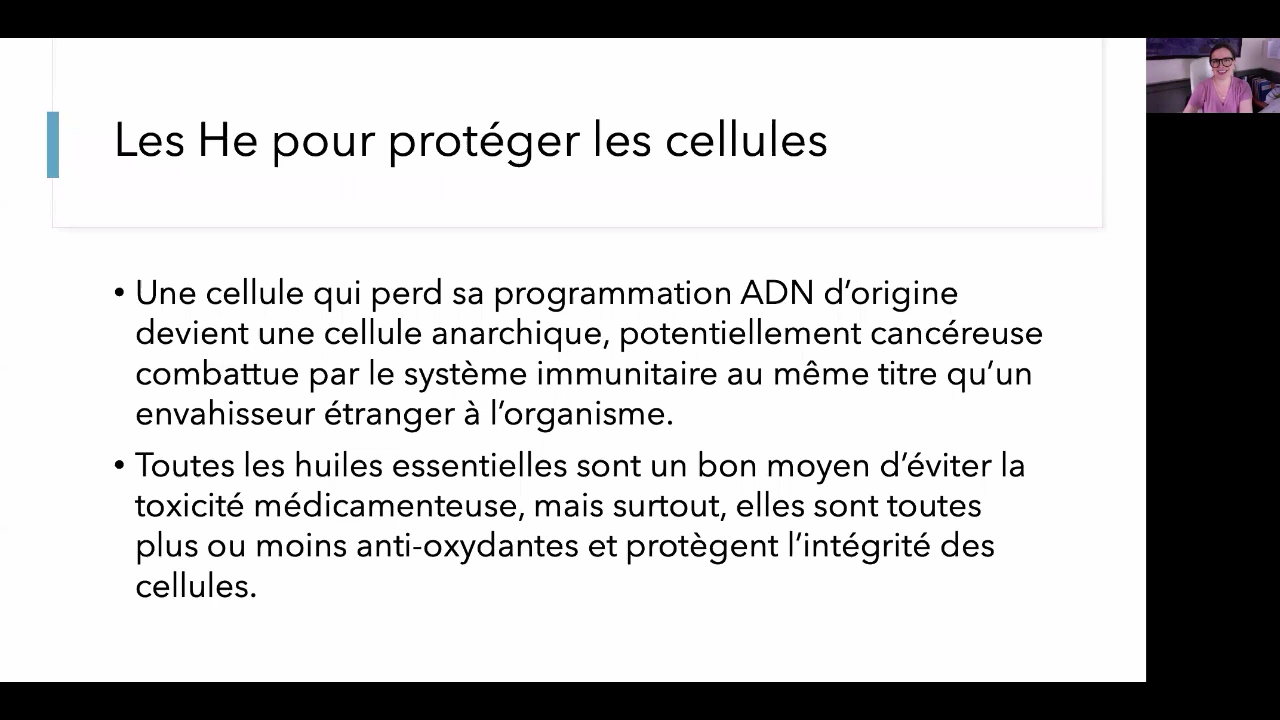 Les He pour protéger les cellules
• Une cellule qui perd sa programmation ADN d’origine
devient une cellule anarchique, potentiellement cancéreuse
combattue par le système immunitaire au même titre qu’un
envahisseur étranger à l’organisme.
• Toutes les huiles essentielles sont un bon moyen d’éviter la
toxicité médicamenteuse, mais surtout, elles sont toutes
plus ou moins anti-oxydantes et protègent l’intégrité des
cellules.